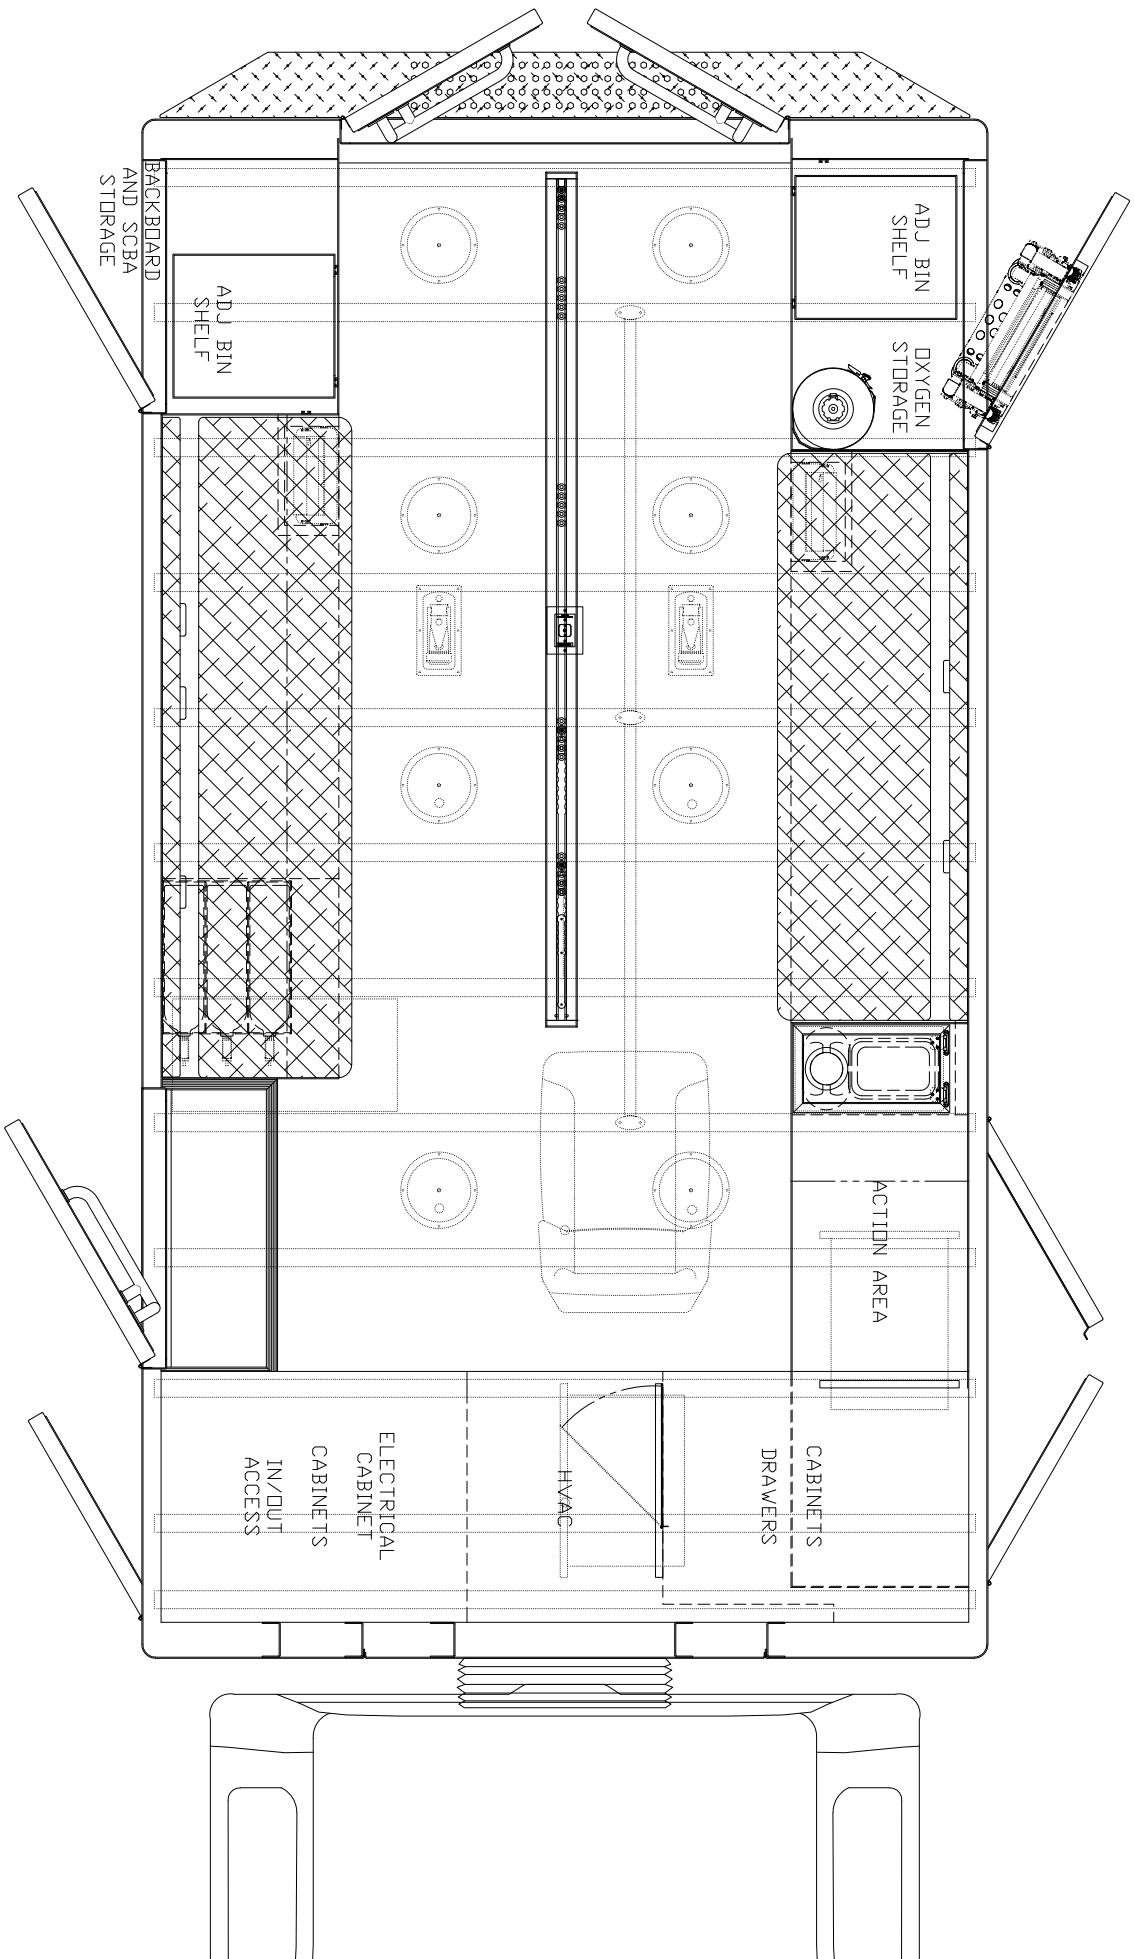 BACKBOARD
AND SCBA
STORAGE
ADJ BIN
SHELF
ADJ BIN
SHELF
OXYGEN
STORAGE
ACTION AREA
CABINETS
DRAWERS
HVAC
ELECTRICAL
CABINET
CABINETS
IN/OUT
ACCESS